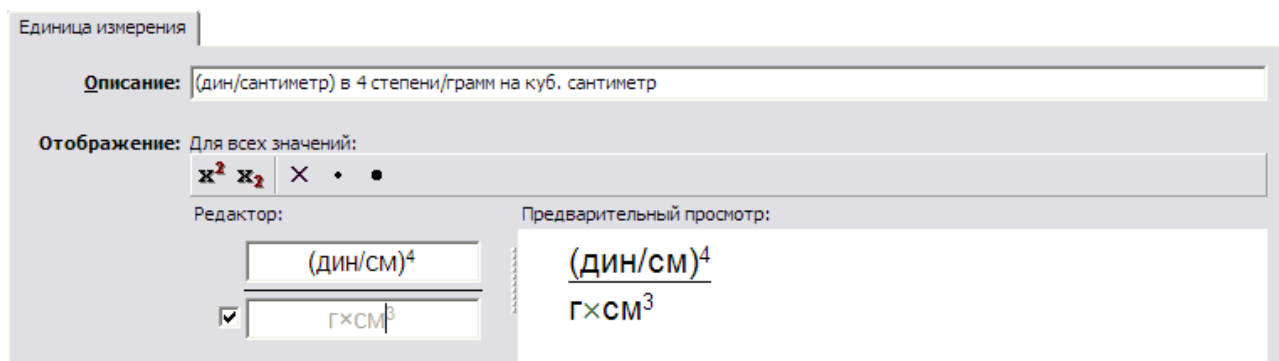 Единица измерения
Описание: (дин/сантиметр) в 4 степени/грамм на куб. сантиметр
Отображение: Для всех значений:
x² x₂ × · •
Редактор: Предварительный просмотр:
(дин/см)⁴ (дин/см)⁴
г×см³ г×см³